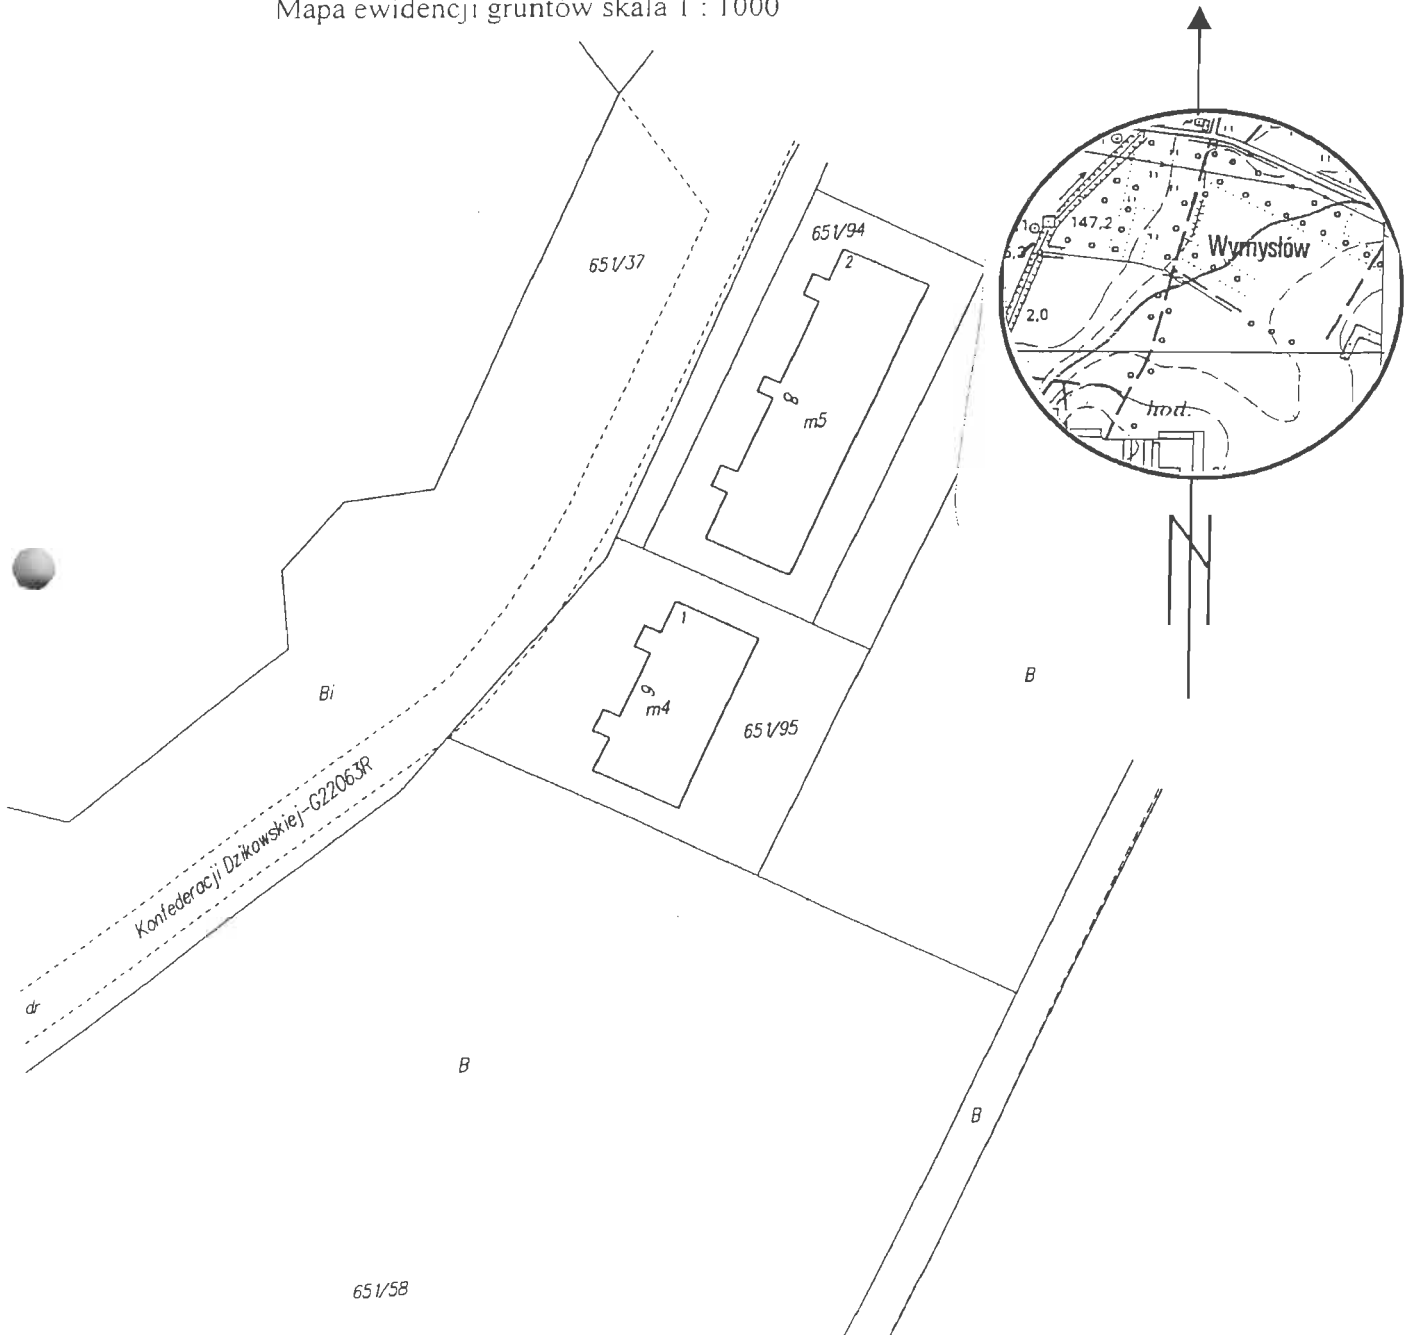 Mapa ewidencji gruntów skala 1 : 1000
651/94
2
651/37
8
m5
147,2
Wymysłów
2,0
hod.
N
1
9
m4
651/95
B
Bi
Konfederacji Dzikowskiej-G22063R
dr
B
B
651/58